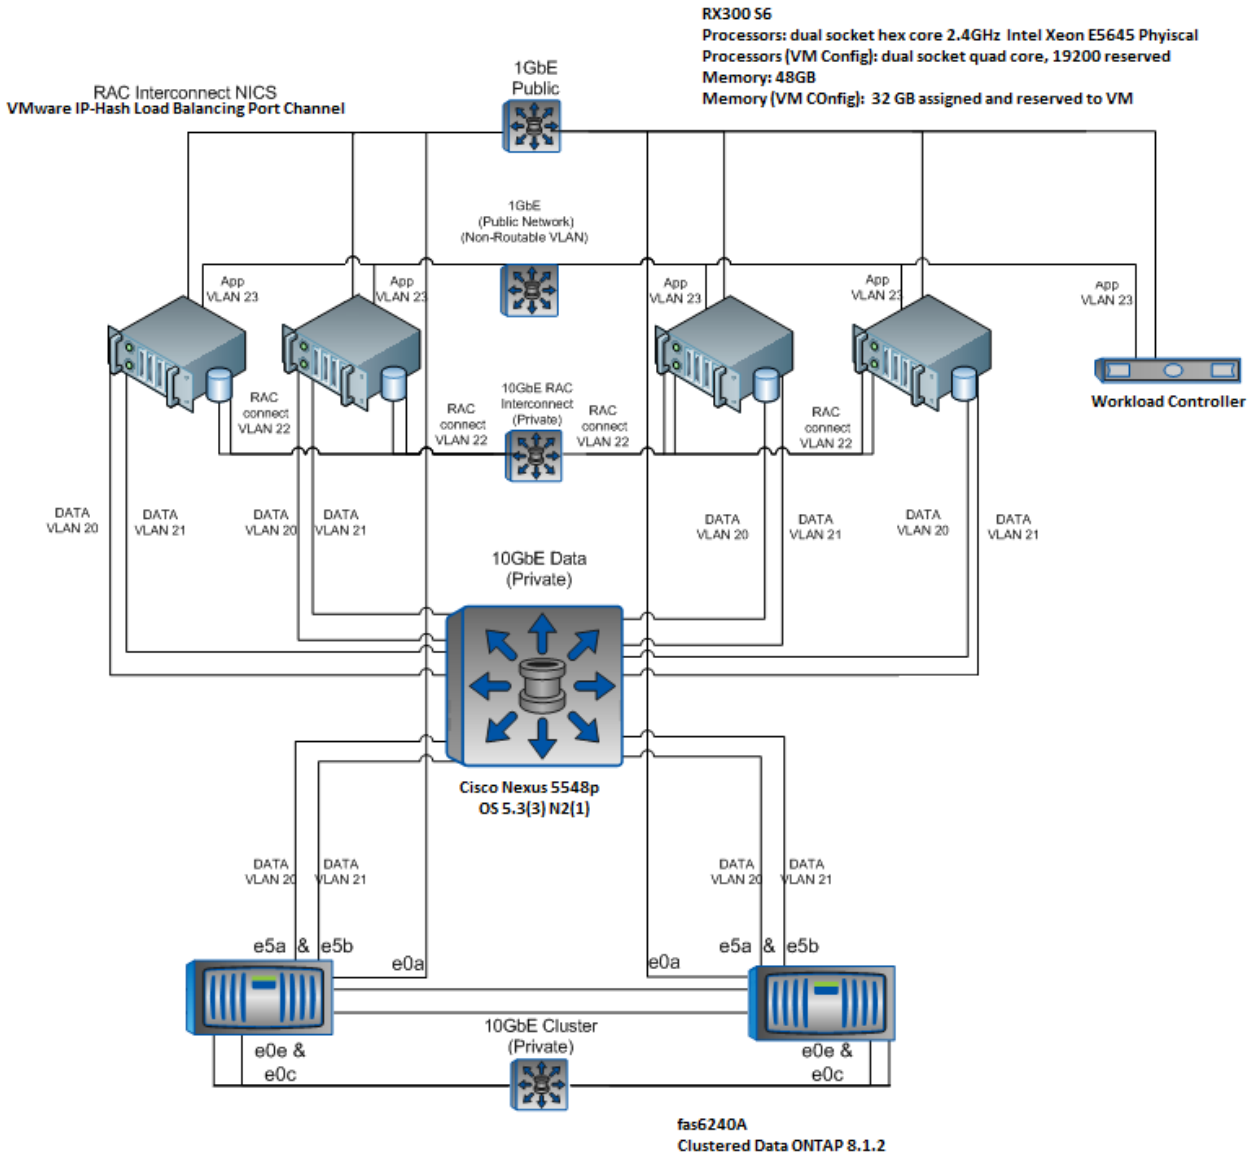 RX300 S6
Processors: dual socket hex core 2.4GHz Intel Xeon E5645 Phyiscal
Processors (VM Config): dual socket quad core, 19200 reserved
Memory: 48GB
Memory (VM COnfig): 32 GB assigned and reserved to VM
RAC Interconnect NICS
VMware IP-Hash Load Balancing Port Channel
1GbE
Public
1GbE
(Public Network)
(Non-Routable VLAN)
App
VLAN 23
App
VLAN 23
App
VLAN 23
App
VLAN 23
App
VLAN 23
Workload Controller
RAC
connect
VLAN 22
RAC
connect
VLAN 22
10GbE RAC
Interconnect
(Private)
RAC
connect
VLAN 22
RAC
connect
VLAN 22
DATA
VLAN 20
DATA
VLAN 21
DATA
VLAN 20
DATA
VLAN 21
DATA
VLAN 20
DATA
VLAN 21
DATA
VLAN 20
DATA
VLAN 21
10GbE Data
(Private)
Cisco Nexus 5548p
OS 5.3(3) N2(1)
DATA
VLAN 20
DATA
VLAN 21
DATA
VLAN 20
DATA
VLAN 21
e5a & e5b
e0a
e0a
e5a & e5b
10GbE Cluster
(Private)
e0e &
e0c
e0e &
e0c
fas6240A
Clustered Data ONTAP 8.1.2